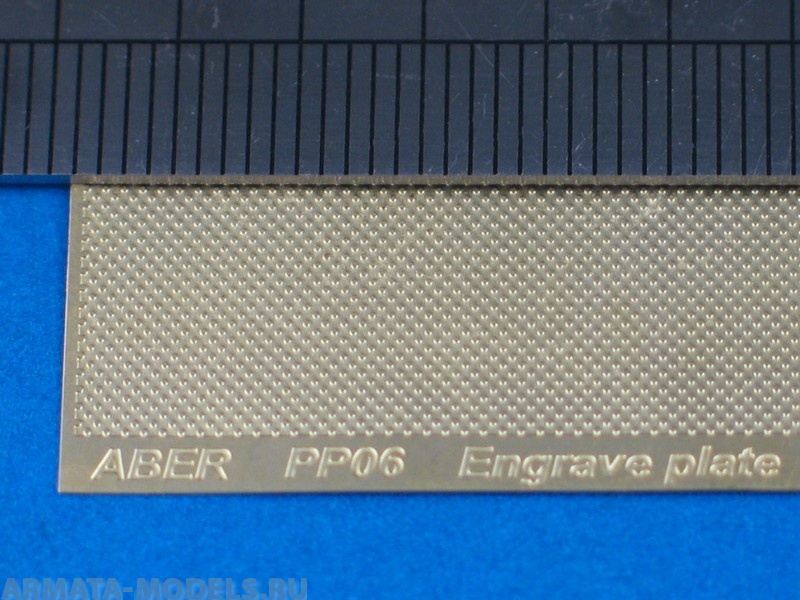 ABER PP06 Engrave plate
ARMATA-MODELS.RU